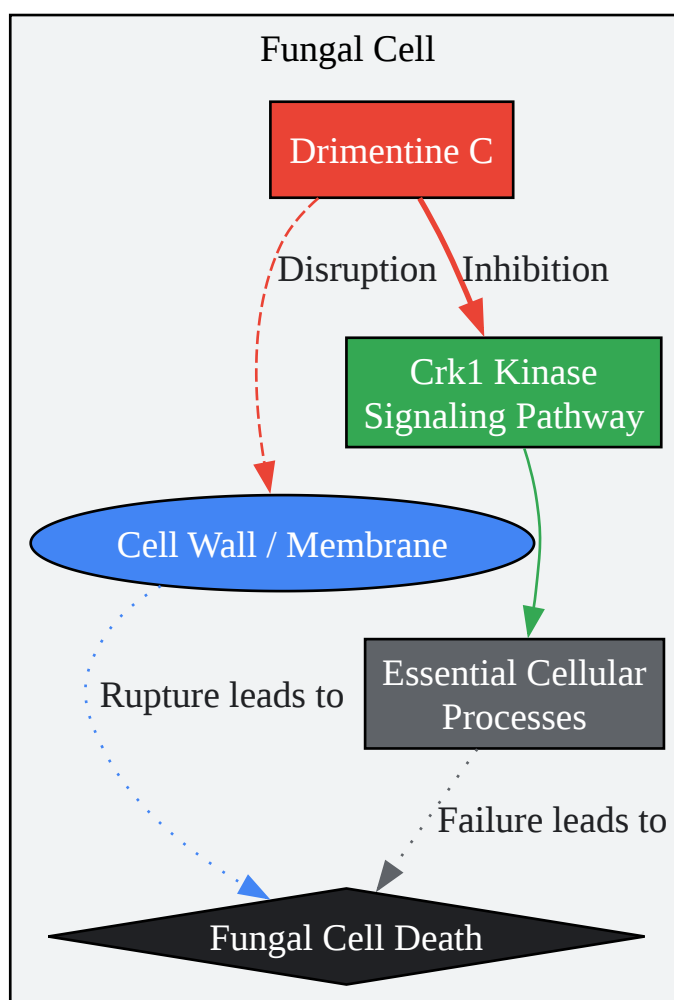 Fungal Cell
Drimentine C
Disruption
Inhibition
Crk1 Kinase
Signaling Pathway
Cell Wall / Membrane
Essential Cellular
Processes
Rupture leads to
Failure leads to
Fungal Cell Death